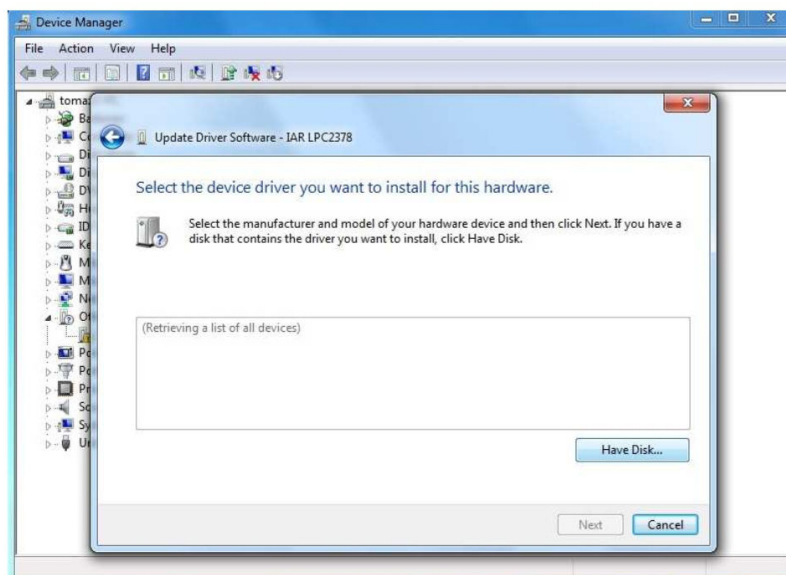 Device Manager
File Action View Help
Update Driver Software - IAR LPC2378
Select the device driver you want to install for this hardware.
Select the manufacturer and model of your hardware device and then click Next. If you have a
disk that contains the driver you want to install, click Have Disk.
(Retrieving a list of all devices)
Have Disk...
Next Cancel